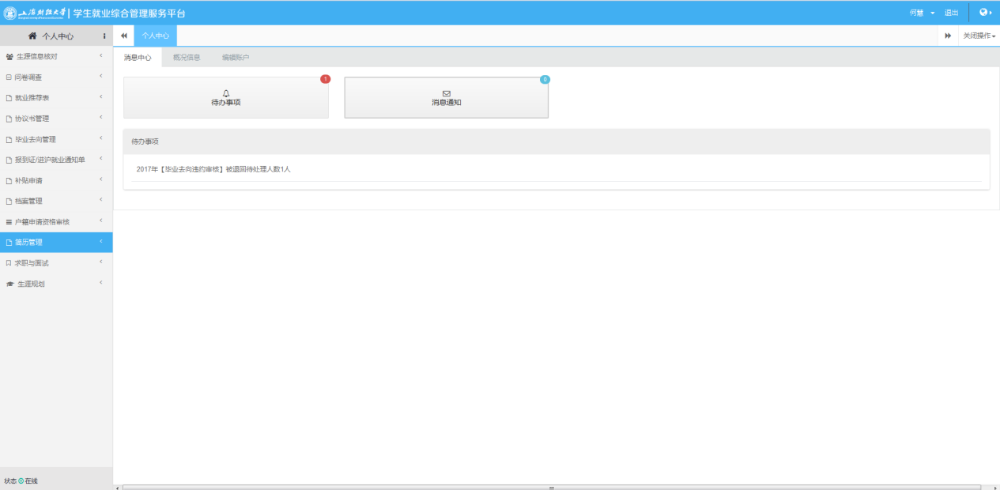 上海财经大学 | 学生就业综合管理服务平台
何慧 退出
个人中心
个人中心
关闭操作
生源信息核对
问卷调查
就业推荐表
协议书管理
毕业去向管理
报到证/进沪就业通知单
补贴申请
档案管理
户籍申请资格审核
简历管理
求职与面试
生涯规划
状态 在线
消息中心 概况信息 编辑账户
1
待办事项
0
消息通知
待办事项
2017年【毕业去向违约审核】被退回待处理人数1人